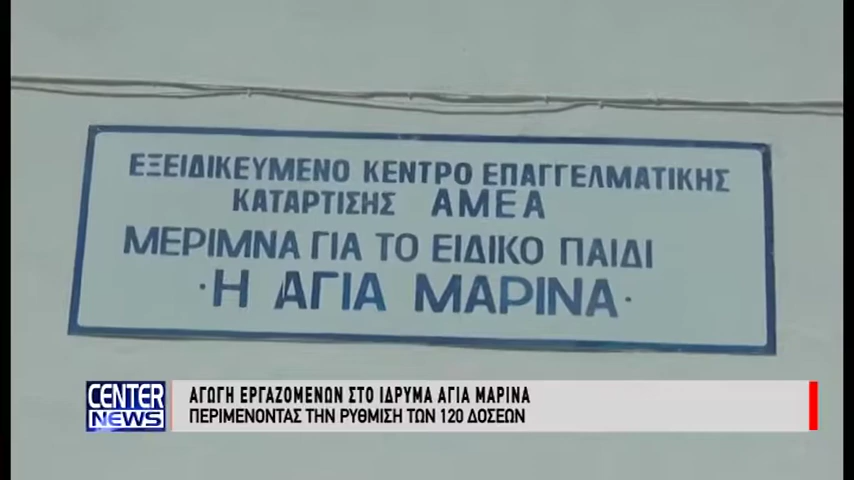 ΕΞΕΙΔΙΚΕΥΜΕΝΟ ΚΕΝΤΡΟ ΕΠΑΓΓΕΛΜΑΤΙΚΗΣ
ΚΑΤΑΡΤΙΣΗΣ ΑΜΕΑ
ΜΕΡΙΜΝΑ ΓΙΑ ΤΟ ΕΙΔΙΚΟ ΠΑΙΔΙ
·Η ΑΓΙΑ ΜΑΡΙΝΑ·
CENTER
NEWS
ΑΓΩΓΗ ΕΡΓΑΖΟΜΕΝΩΝ ΣΤΟ ΙΔΡΥΜΑ ΑΓΙΑ ΜΑΡΙΝΑ
ΠΕΡΙΜΕΝΟΝΤΑΣ ΤΗΝ ΡΥΘΜΙΣΗ ΤΩΝ 120 ΔΟΣΕΩΝ